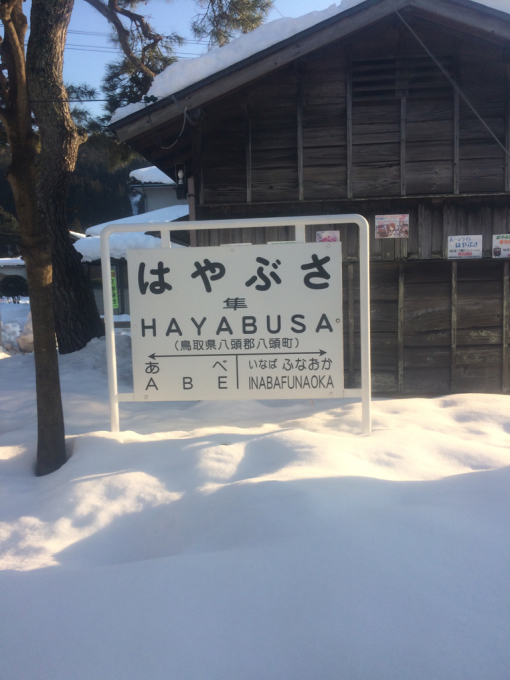 はやぶさ
隼
HAYABUSA
(鳥取県八頭郡八頭町)
あべ いなばふなおか
ABE INABAFUNAOKA